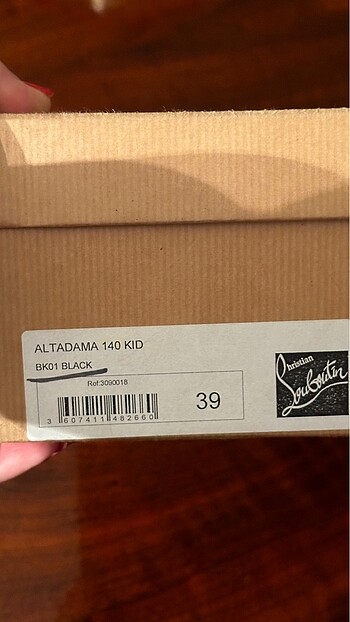 ALTADAMA 140 KID
BK01 BLACK
Ref:3090018
3 607411 482660
39
Christian
Louboutin